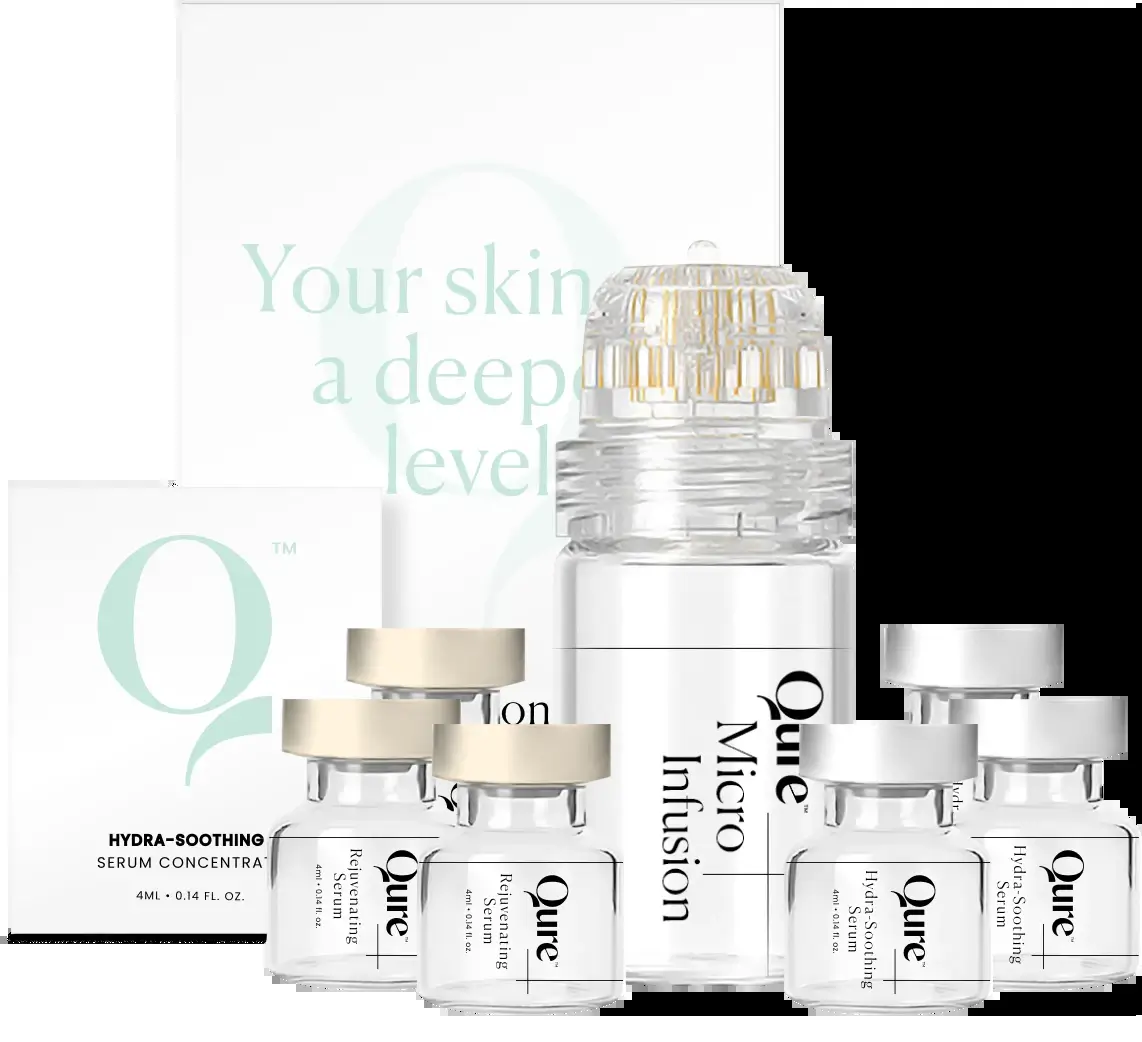 Your skin
a deepe
level
Q™
HYDRA-SOOTHING
SERUM CONCENTRAT
4ML • 0.14 FL. OZ.
on
Qure™
Micro
Infusion
Qure™
Rejuvenating
Serum
4ml • 0.14 fl. oz.
Qure™
Rejuvenating
Serum
4ml • 0.14 fl. oz.
Qure™
Hydra-Soothing
Serum
4ml • 0.14 fl. oz.
Hydr
Qure™
Hydra-Soothing
Serum